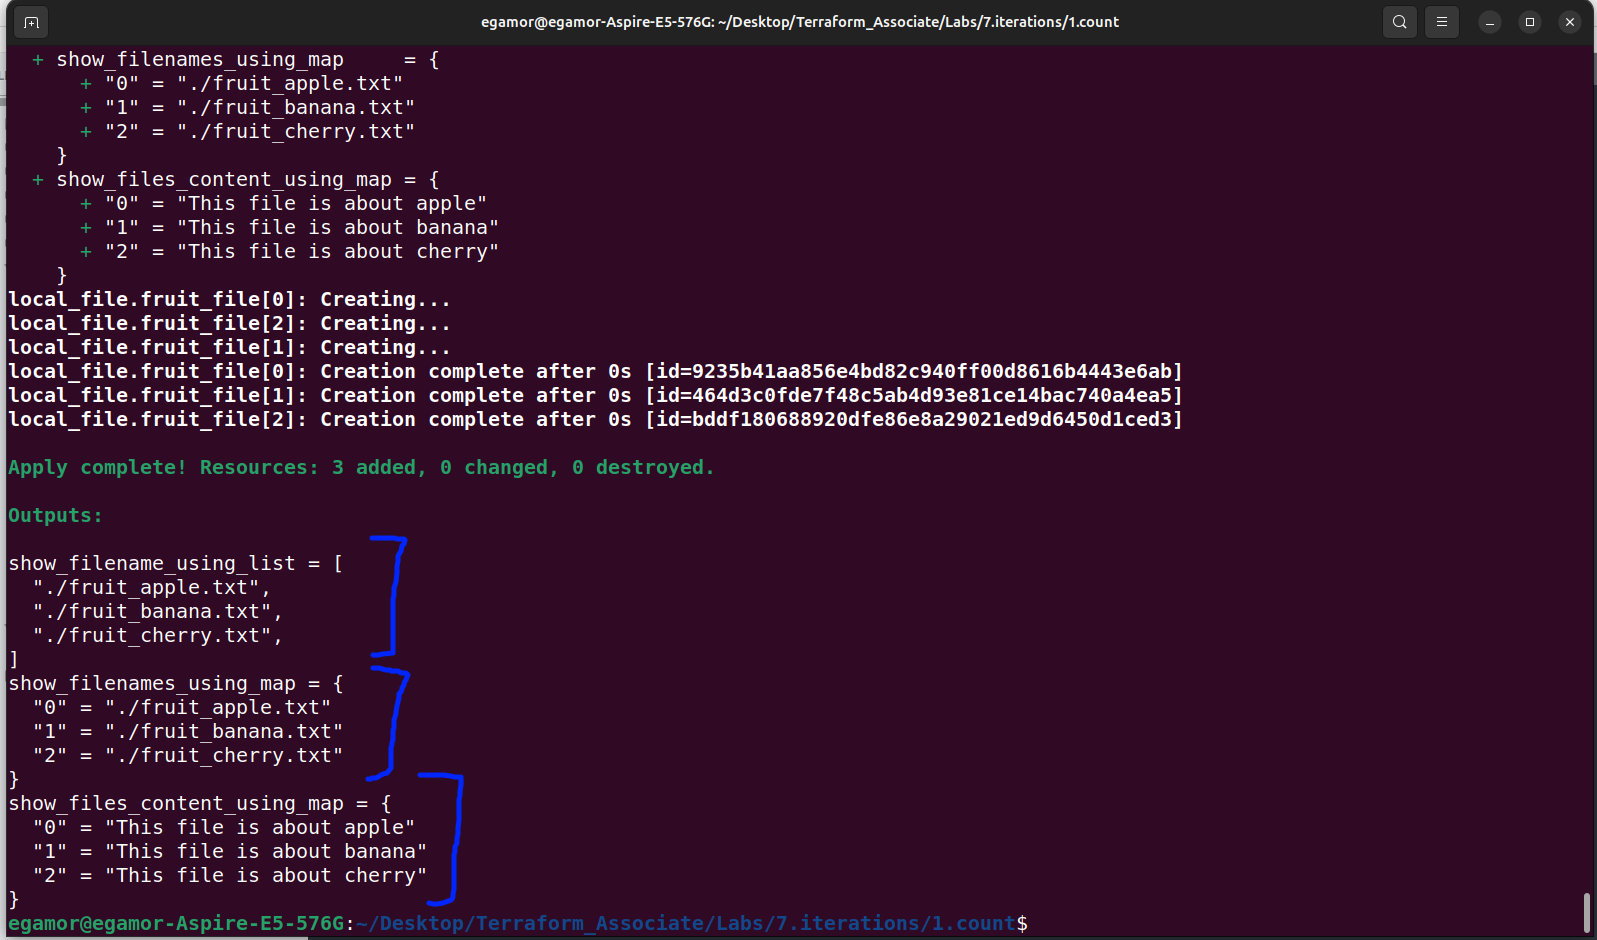 egamor@egamor-Aspire-E5-576G: ~/Desktop/Terraform_Associate/Labs/7.iterations/1.count
  + show_filenames_using_map     = {
      + "0" = "./fruit_apple.txt"
      + "1" = "./fruit_banana.txt"
      + "2" = "./fruit_cherry.txt"
    }
  + show_files_content_using_map = {
      + "0" = "This file is about apple"
      + "1" = "This file is about banana"
      + "2" = "This file is about cherry"
    }
local_file.fruit_file[0]: Creating...
local_file.fruit_file[2]: Creating...
local_file.fruit_file[1]: Creating...
local_file.fruit_file[0]: Creation complete after 0s [id=9235b41aa856e4bd82c940ff00d8616b4443e6ab]
local_file.fruit_file[1]: Creation complete after 0s [id=464d3c0fde7f48c5ab4d93e81ce14bac740a4ea5]
local_file.fruit_file[2]: Creation complete after 0s [id=bddf180688920dfe86e8a29021ed9d6450d1ced3]
Apply complete! Resources: 3 added, 0 changed, 0 destroyed.
Outputs:
show_filename_using_list = [
  "./fruit_apple.txt",
  "./fruit_banana.txt",
  "./fruit_cherry.txt",
]
show_filenames_using_map = {
  "0" = "./fruit_apple.txt"
  "1" = "./fruit_banana.txt"
  "2" = "./fruit_cherry.txt"
}
show_files_content_using_map = {
  "0" = "This file is about apple"
  "1" = "This file is about banana"
  "2" = "This file is about cherry"
}
egamor@egamor-Aspire-E5-576G:~/Desktop/Terraform_Associate/Labs/7.iterations/1.count$